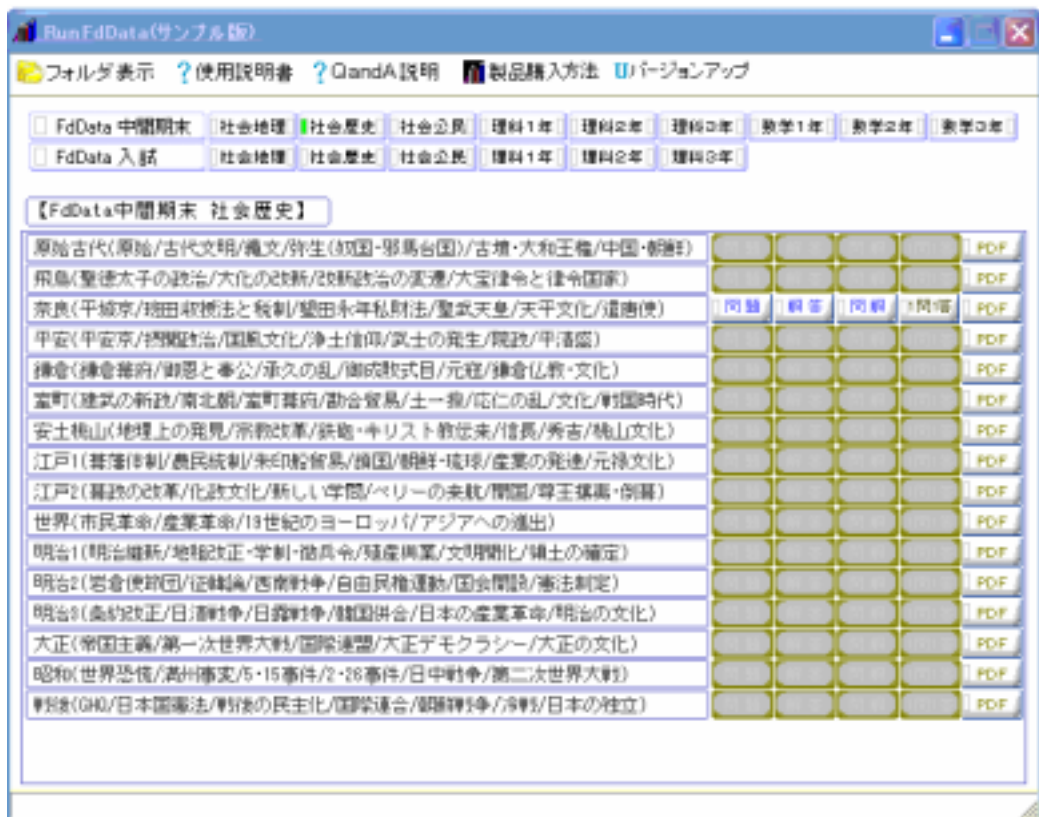 RunFdData(サンプル版)
フォルダ表示 ?使用説明書 ?QandA説明 製品購入方法 Uバージョンアップ
FdData 中間期末 社会地理 社会歴史 社会公民 理科1年 理科2年 理科3年 数学1年 数学2年 数学3年
FdData 入試 社会地理 社会歴史 社会公民 理科1年 理科2年 理科3年
【FdData中間期末 社会歴史】
原始古代(原始/古代文明/縄文/弥生(奴国・邪馬台国)/古墳・大和王権/中国・朝鮮) PDF
飛鳥(聖徳太子の政治/大化の改新/改新政治の変遷/大宝律令と律令国家) PDF
奈良(平城京/班田収授法と税制/墾田永年私財法/聖武天皇/天平文化/遣唐使) 問題 解答 問解 1問1答 PDF
平安(平安京/摂関政治/国風文化/浄土信仰/武士の発生/院政/平清盛) PDF
鎌倉(鎌倉幕府/御恩と奉公/承久の乱/御成敗式目/元寇/鎌倉仏教・文化) PDF
室町(建武の新政/南北朝/室町幕府/勘合貿易/土一揆/応仁の乱/文化/戦国時代) PDF
安土桃山(地理上の発見/宗教改革/鉄砲・キリスト教伝来/信長/秀吉/桃山文化) PDF
江戸1(幕藩体制/農民統制/朱印船貿易/鎖国/朝鮮・琉球/産業の発達/元禄文化) PDF
江戸2(幕政の改革/化政文化/新しい学問/ペリーの来航/開国/尊王攘夷・倒幕) PDF
世界(市民革命/産業革命/19世紀のヨーロッパ/アジアへの進出) PDF
明治1(明治維新/地租改正・学制・徴兵令/殖産興業/文明開化/領土の確定) PDF
明治2(岩倉使節団/征韓論/西南戦争/自由民権運動/国会開設/憲法制定) PDF
明治3(条約改正/日清戦争/日露戦争/韓国併合/日本の産業革命/明治の文化) PDF
大正(帝国主義/第一次世界大戦/国際連盟/大正デモクラシー/大正の文化) PDF
昭和(世界恐慌/満州事変/5・15事件/2・26事件/日中戦争/第二次世界大戦) PDF
戦後(GHQ/日本国憲法/戦後の民主化/国際連合/朝鮮戦争/冷戦/日本の独立) PDF